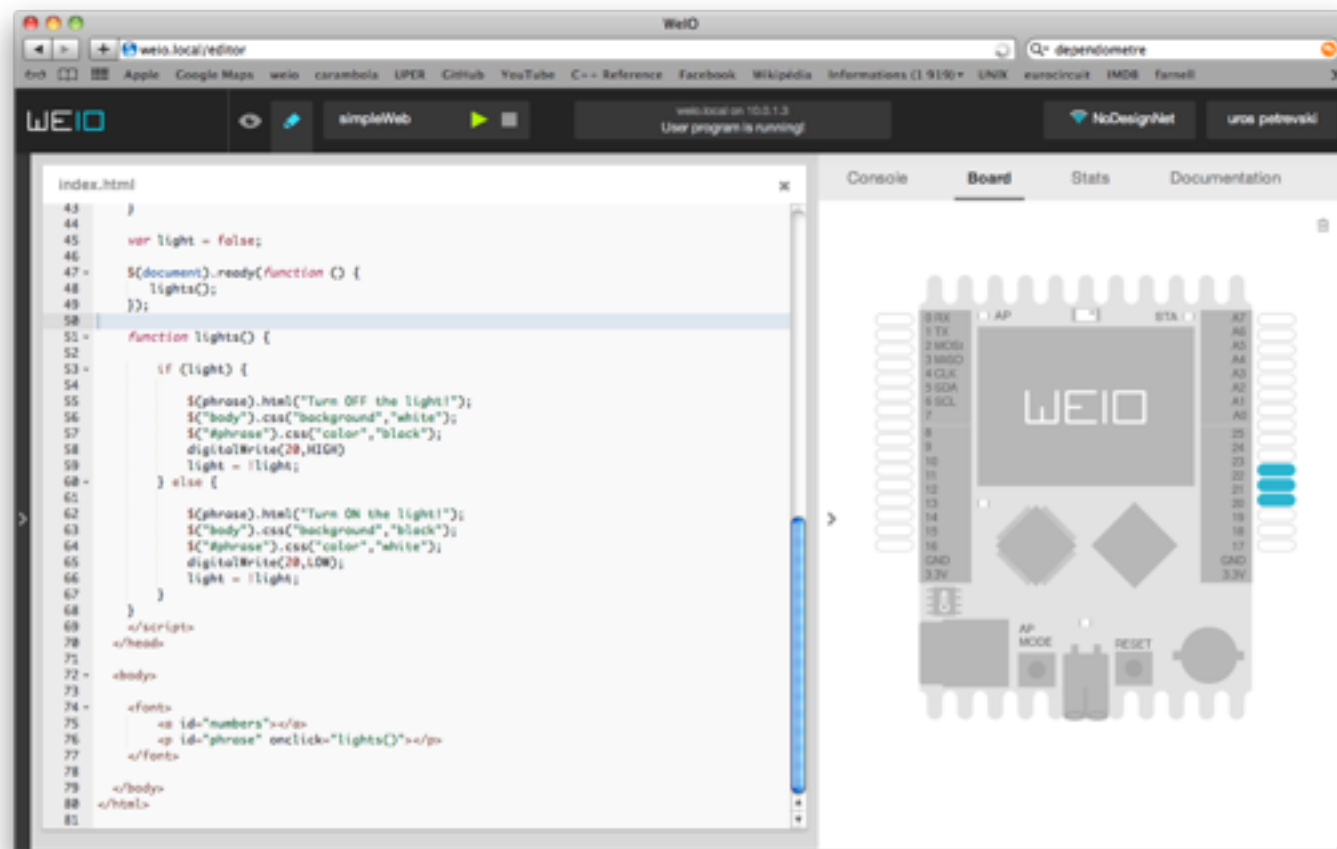 WeIO
weio.local/editor
dependometre
Apple Google Maps weio carambola UPER GitHub YouTube C++ Reference Facebook Wikipédia Informations (1 919) UNIX eurocircuit IMDB farnell
WEIO
simpleWeb
weio.local on 10.0.1.3
User program is running!
NoDesignNet
uros petrevski
index.html
43 }
44
45 var light = false;
46
47 $(document).ready(function () {
48 lights();
49 });
50
51 function lights() {
52
53 if (light) {
54
55 $(phrase).html("Turn OFF the light!");
56 $("body").css("background","white");
57 $("#phrase").css("color","black");
58 digitalWrite(20,HIGH)
59 light = !light;
60 } else {
61
62 $(phrase).html("Turn ON the light!");
63 $("body").css("background","black");
64 $("#phrase").css("color","white");
65 digitalWrite(20,LOW);
66 light = !light;
67 }
68 }
69 </script>
70 </head>
71
72 <body>
73
74 <font>
75 <a id="numbers"></a>
76 <p id="phrase" onclick="lights()"></p>
77 </font>
78
79 </body>
80 </html>
81
Console Board Stats Documentation
AP
STA
0 RX
1 TX
2 MOSI
3 MISO
4 CLK
5 SDA
6 SCL
7
8
9
10
11
12
13
14
15
16
GND
3.3V
WEIO
A7
A6
A5
A4
A3
A2
A1
A0
25
24
23
22
21
20
19
18
17
GND
3.3V
AP
MODE
RESET